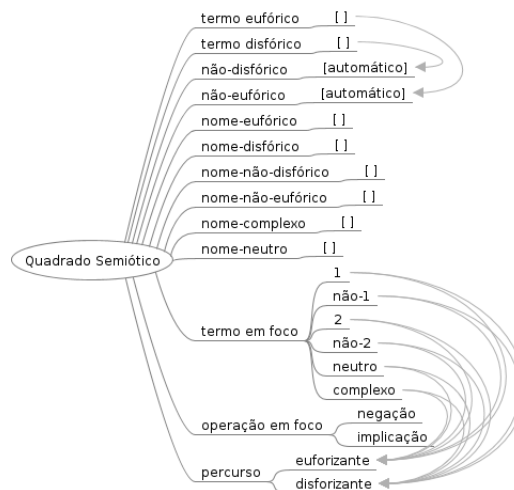 termo eufórico [ ]
termo disfórico [ ]
não-disfórico [automático]
não-eufórico [automático]
nome-eufórico [ ]
nome-disfórico [ ]
nome-não-disfórico [ ]
nome-não-eufórico [ ]
nome-complexo [ ]
nome-neutro [ ]
Quadrado Semiótico
termo em foco
1
não-1
2
não-2
neutro
complexo
operação em foco
negação
implicação
percurso
euforizante
disforizante